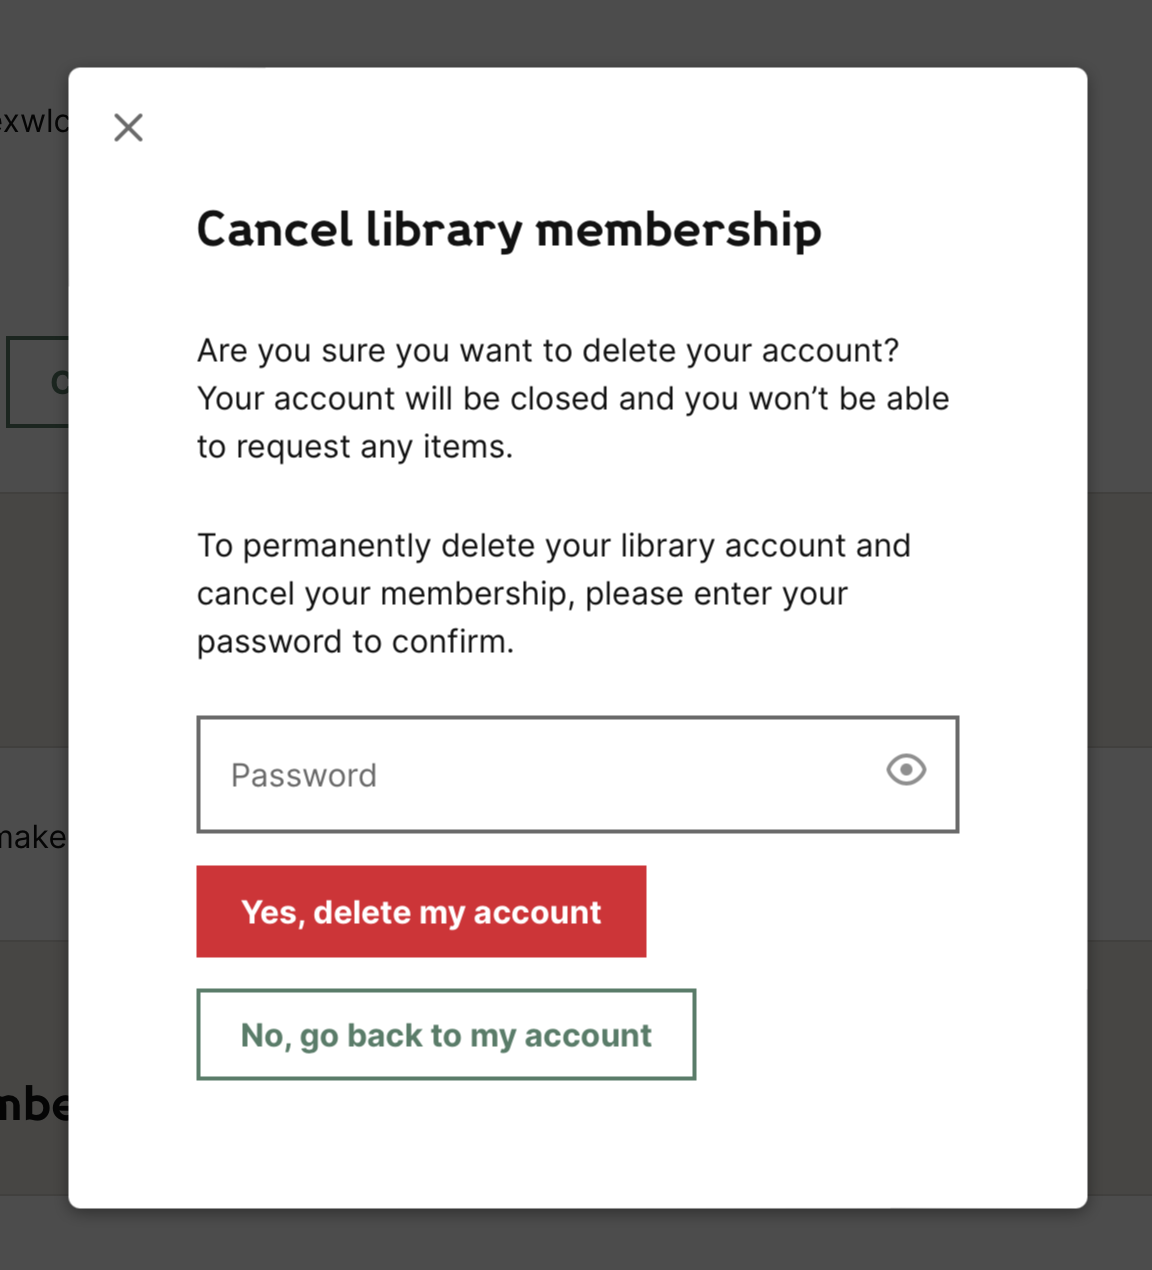 Cancel library membership
Are you sure you want to delete your account?
Your account will be closed and you won’t be able
to request any items.
To permanently delete your library account and
cancel your membership, please enter your
password to confirm.
Password
Yes, delete my account
No, go back to my account
make